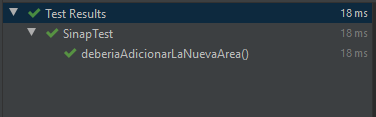 Test Results 18 ms
SinapTest 18 ms
deberiaAdicionarLaNuevaArea() 18 ms